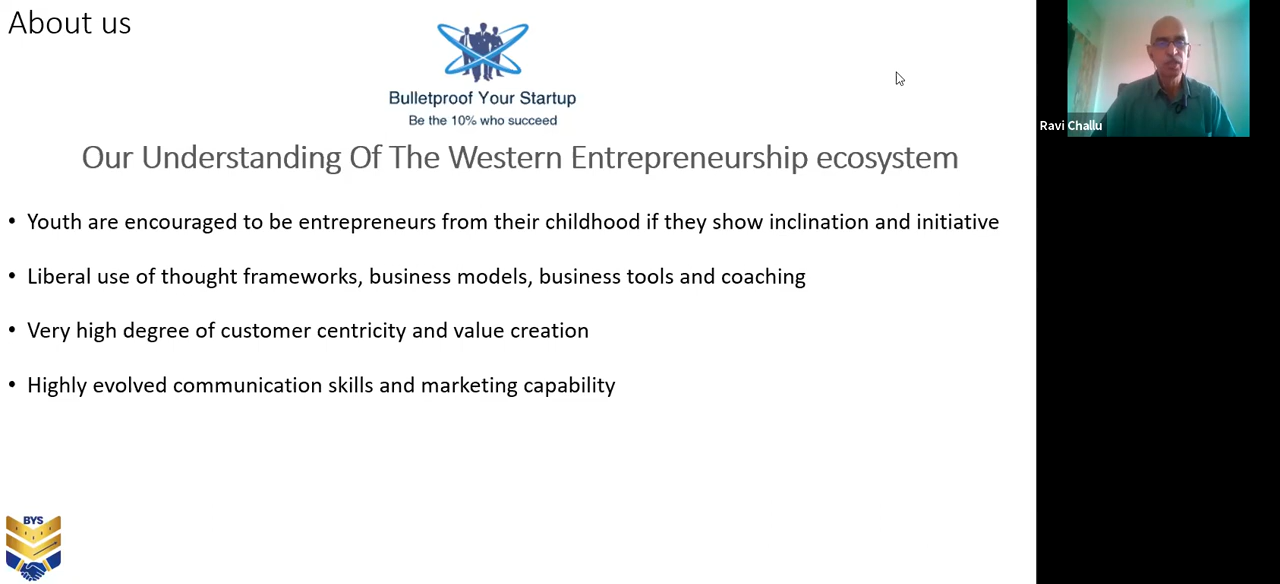 About us
Bulletproof Your Startup
Be the 10% who succeed
Our Understanding Of The Western Entrepreneurship ecosystem
• Youth are encouraged to be entrepreneurs from their childhood if they show inclination and initiative
• Liberal use of thought frameworks, business models, business tools and coaching
• Very high degree of customer centricity and value creation
• Highly evolved communication skills and marketing capability
BYS
Ravi Challu